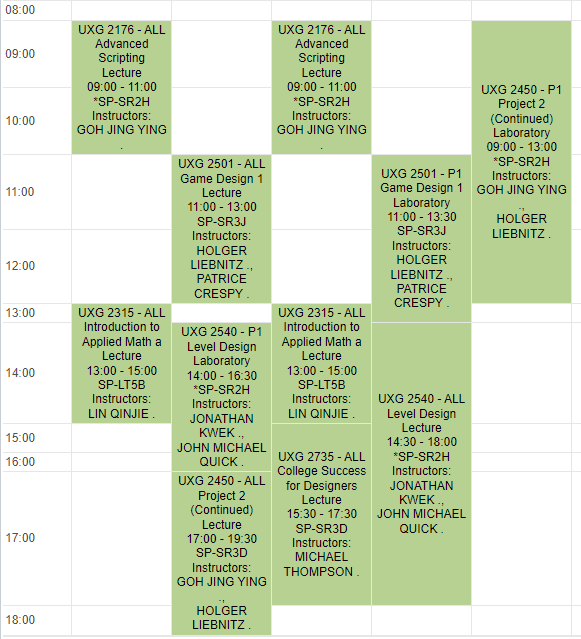 08:00
09:00
10:00
11:00
12:00
13:00
14:00
15:00
16:00
17:00
18:00
UXG 2176 - ALL
Advanced
Scripting
Lecture
09:00 - 11:00
*SP-SR2H
Instructors:
GOH JING YING
.
UXG 2315 - ALL
Introduction to
Applied Math a
Lecture
13:00 - 15:00
SP-LT5B
Instructors:
LIN QINJIE .
UXG 2501 - ALL
Game Design 1
Lecture
11:00 - 13:00
SP-SR3J
Instructors:
HOLGER
LIEBNITZ .,
PATRICE
CRESPY .
UXG 2540 - P1
Level Design
Laboratory
14:00 - 16:30
*SP-SR2H
Instructors:
JONATHAN
KWEK .,
JOHN MICHAEL
QUICK .
UXG 2450 - ALL
Project 2
(Continued)
Lecture
17:00 - 19:30
SP-SR3D
Instructors:
GOH JING YING
.,
HOLGER
LIEBNITZ .
UXG 2176 - ALL
Advanced
Scripting
Lecture
09:00 - 11:00
*SP-SR2H
Instructors:
GOH JING YING
.
UXG 2315 - ALL
Introduction to
Applied Math a
Lecture
13:00 - 15:00
SP-LT5B
Instructors:
LIN QINJIE .
UXG 2735 - ALL
College Success
for Designers
Lecture
15:30 - 17:30
SP-SR3D
Instructors:
MICHAEL
THOMPSON .
UXG 2501 - P1
Game Design 1
Laboratory
11:00 - 13:30
SP-SR3J
Instructors:
HOLGER
LIEBNITZ .,
PATRICE
CRESPY .
UXG 2540 - ALL
Level Design
Lecture
14:30 - 18:00
*SP-SR2H
Instructors:
JONATHAN
KWEK .,
JOHN MICHAEL
QUICK .
UXG 2450 - P1
Project 2
(Continued)
Laboratory
09:00 - 13:00
*SP-SR2H
Instructors:
GOH JING YING
.,
HOLGER
LIEBNITZ .